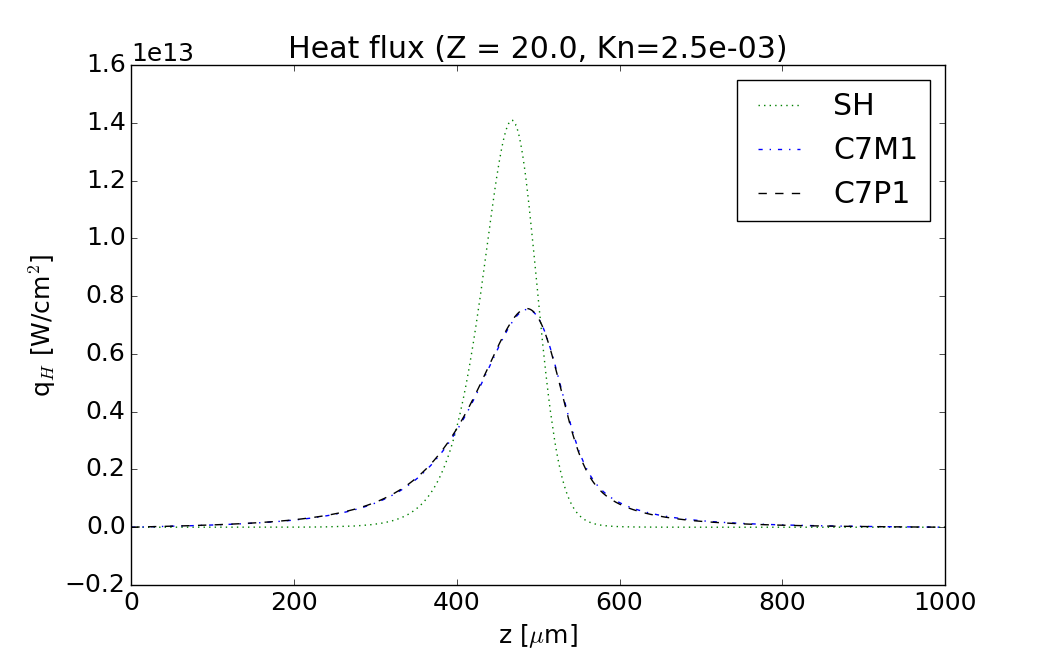 Heat flux (Z = 20.0, Kn=2.5e-03)
1e13
1.6
1.4
1.2
1.0
0.8
0.6
0.4
0.2
0.0
−0.2
q_H [W/cm²]
SH
C7M1
C7P1
0 200 400 600 800 1000
z [μm]